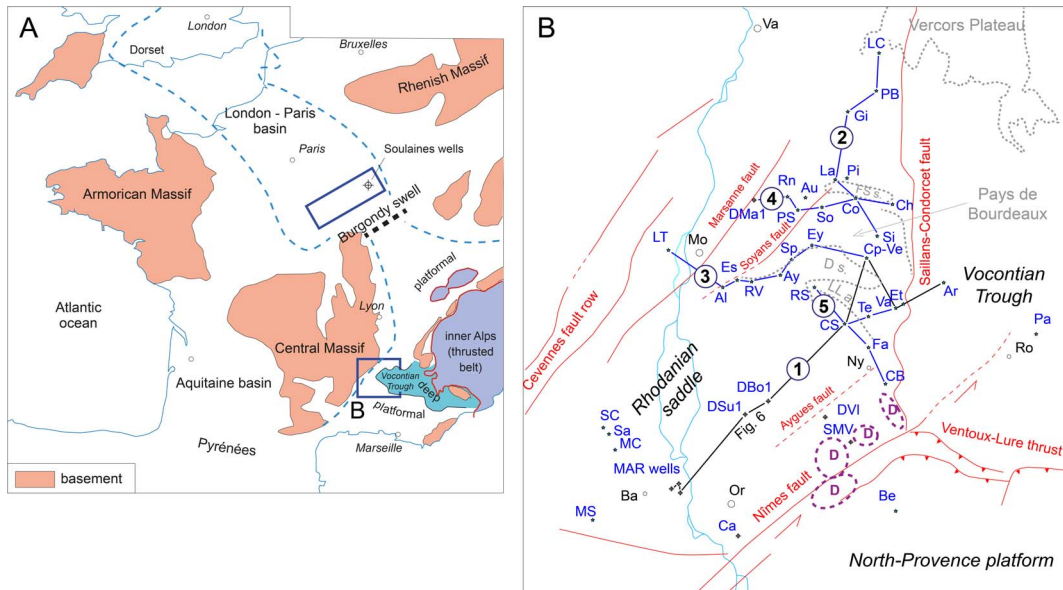 A
London
Dorset
Bruxelles
Rhenish Massif
London - Paris
basin
Paris
Soulaines wells
Armorican Massif
Burgondy swell
platformal
Atlantic
ocean
Lyon
Central Massif
inner Alps
(thrusted
belt)
Vocontian
Trough
deep
Aquitaine basin
B
platformal
Pyrénées
Marseille
basement
B
Va
Vercors Plateau
LC
PB
Gi
2
Saillans-Condorcet fault
La
Pi
Marsanne fault
4
Rn
Au
FS s.
DMa1
PS
So
Co
Ch
Pays de
Bourdeaux
LT
Mo
Soyans fault
Ey
Si
Sp
Cp-Ve
3
Es
D s.
Vocontian
Trough
Al
RV
Ay
RS
LL a.
5
Te
Va
Et
Ar
CS
Pa
Cevennes fault row
Fa
Ro
Ny
1
CB
Rhodanian
saddle
DBo1
DSu1
Fig. 6
Aygues fault
DVI
D
SC
Sa
MC
SMV
D
D
Ventoux-Lure thrust
MAR wells
Ba
Or
Nîmes fault
D
Be
MS
Ca
North-Provence platform